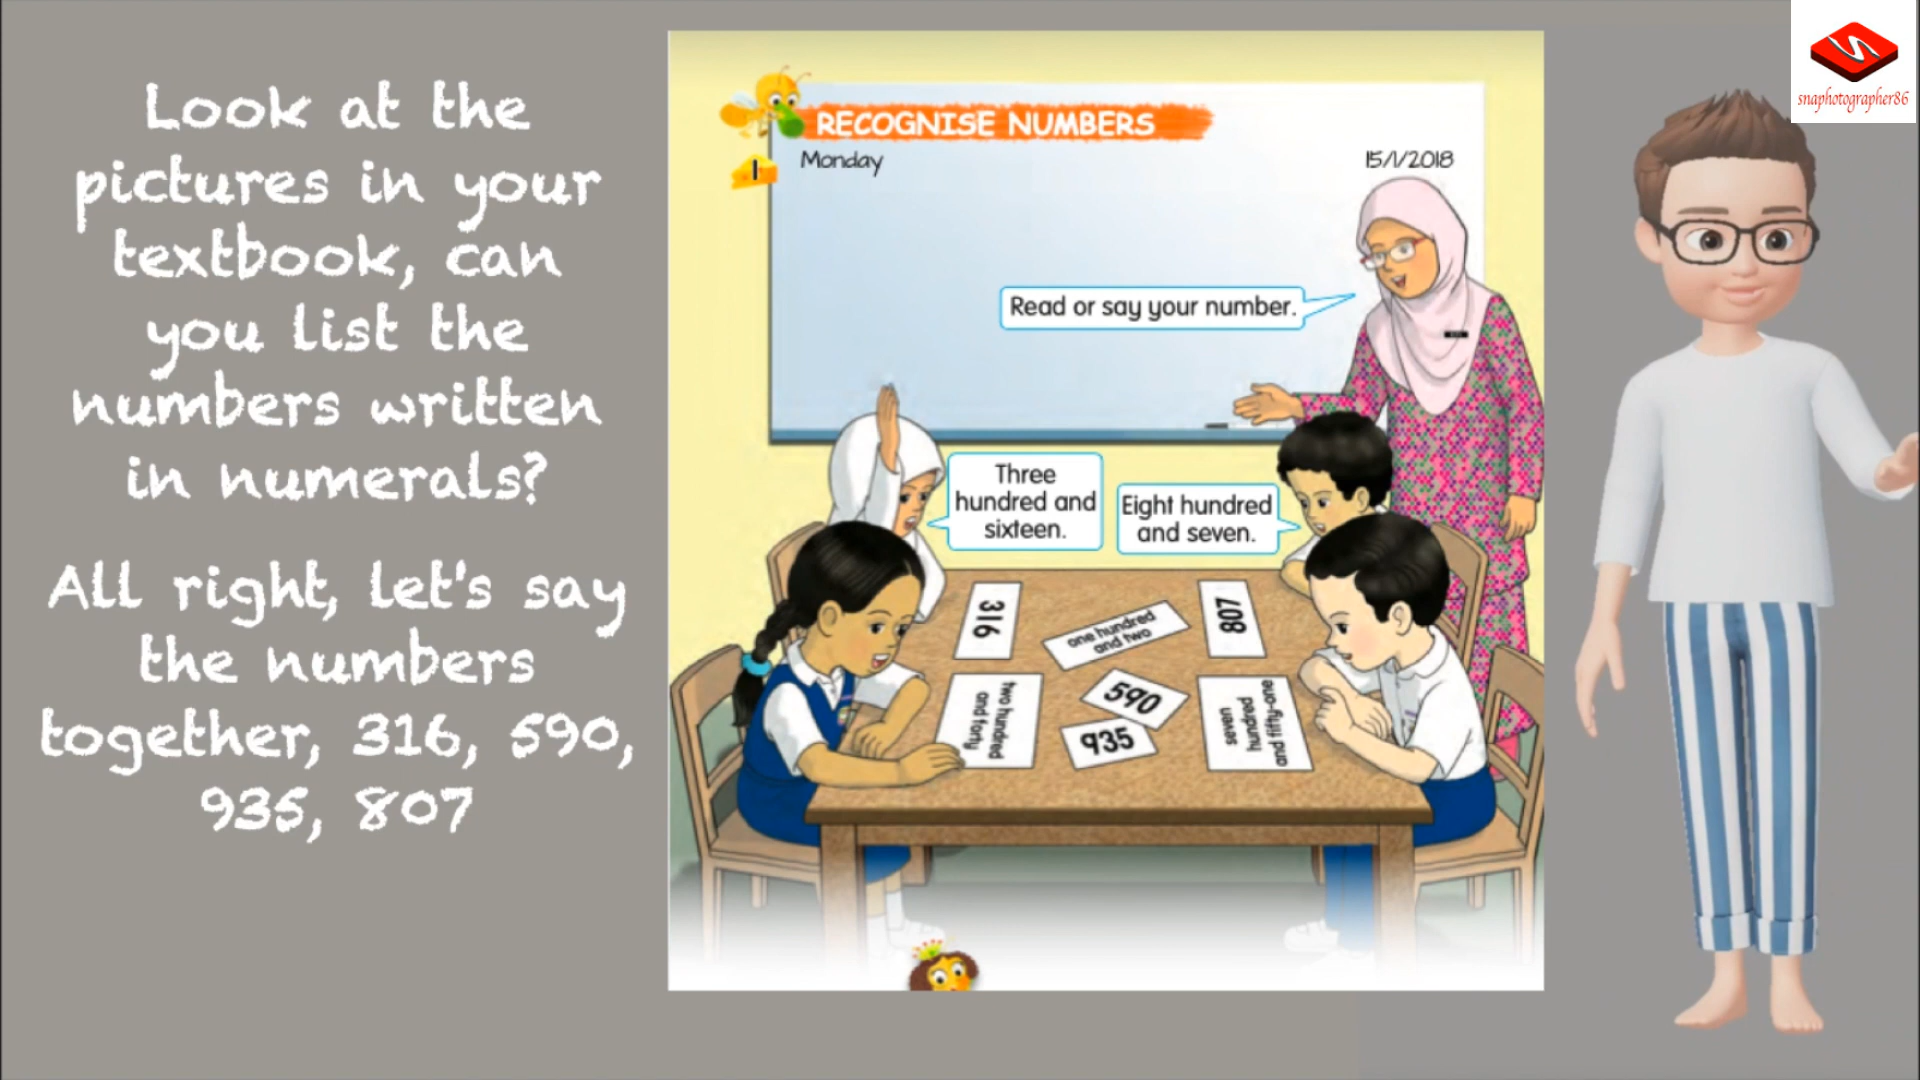 Look at the
pictures in your
textbook, can
you list the
numbers written
in numerals?
All right, let's say
the numbers
together, 316, 590,
935, 807
RECOGNISE NUMBERS
1
Monday
15/1/2018
Read or say your number.
Three
hundred and
sixteen.
Eight hundred
and seven.
316
one hundred
and two
807
two hundred
and forty
590
935
seven
hundred
and fifty-one
snaphotographer86